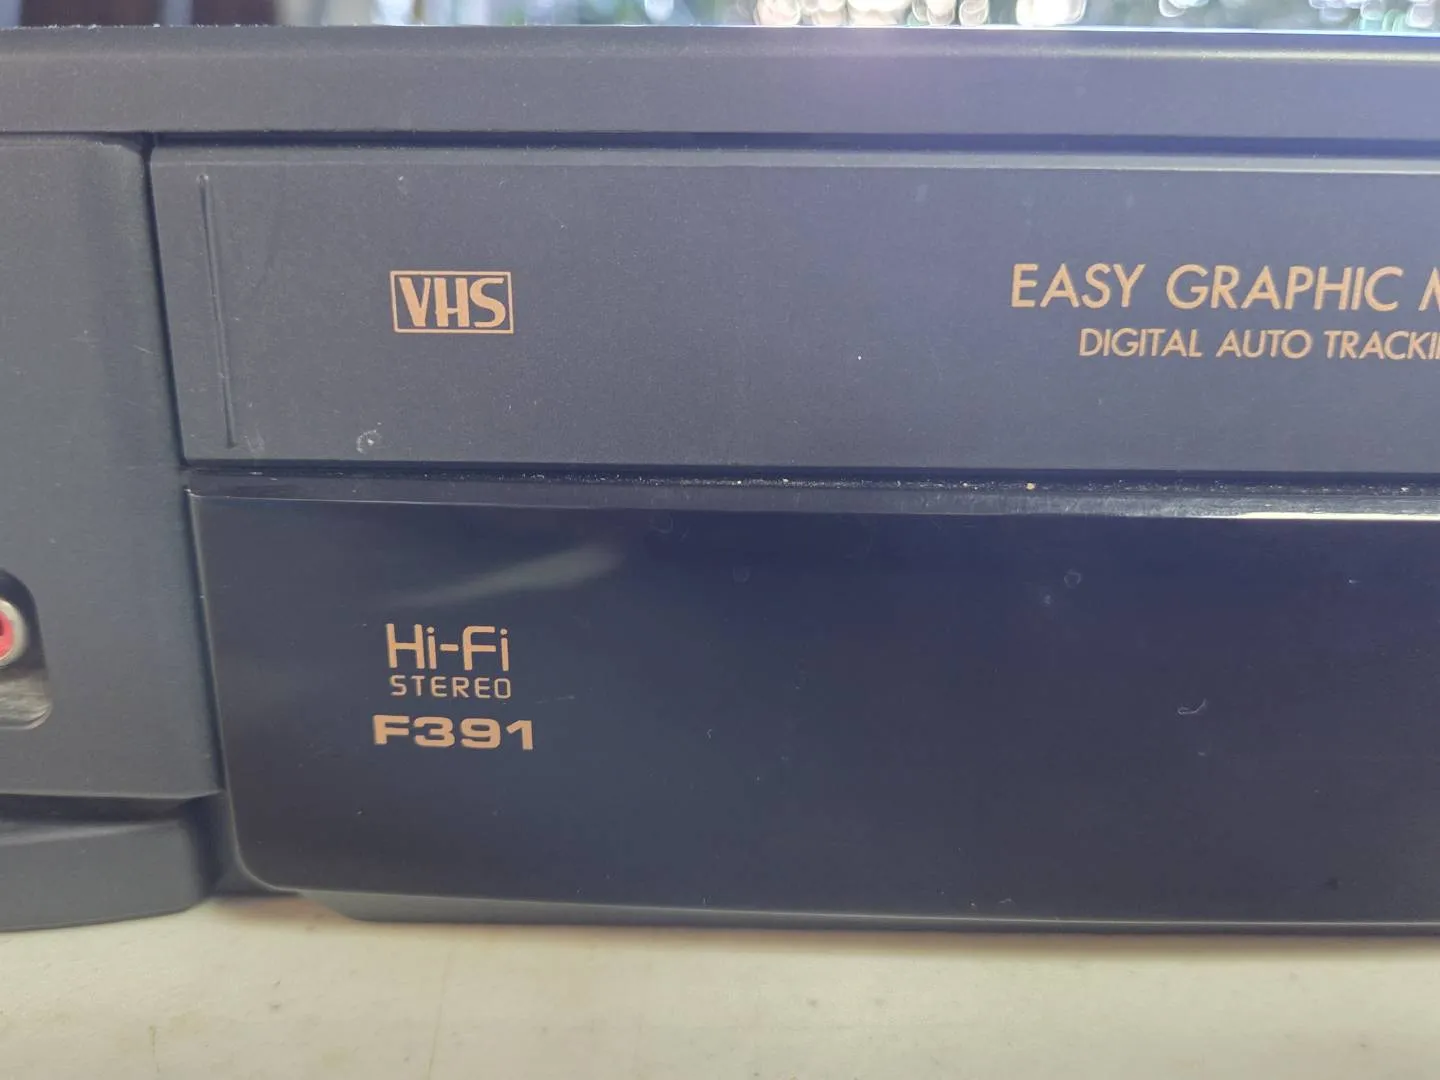 VHS
EASY GRAPHIC
DIGITAL AUTO
Hi-Fi
STEREO
F391